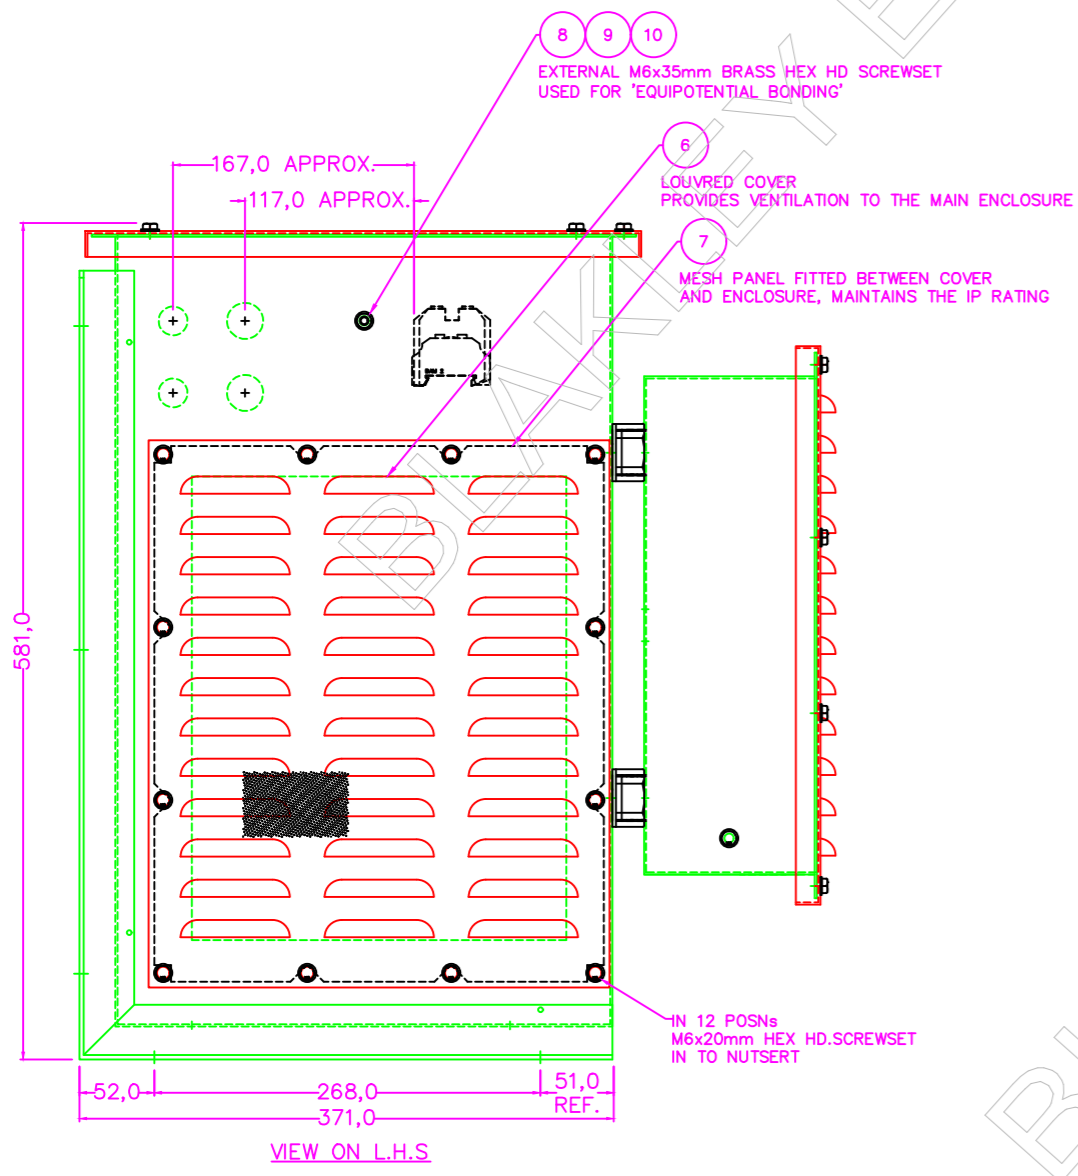 8 9 10
EXTERNAL M6x35mm BRASS HEX HD SCREWSET
USED FOR 'EQUIPOTENTIAL BONDING'
6
LOUVRED COVER
PROVIDES VENTILATION TO THE MAIN ENCLOSURE
7
MESH PANEL FITTED BETWEEN COVER
AND ENCLOSURE, MAINTAINS THE IP RATING
167,0 APPROX.
117,0 APPROX.
581,0
IN 12 POSNs
M6x20mm HEX HD.SCREWSET
IN TO NUTSERT
52,0
268,0
51,0
REF.
371,0
VIEW ON L.H.S
BLAKLEY